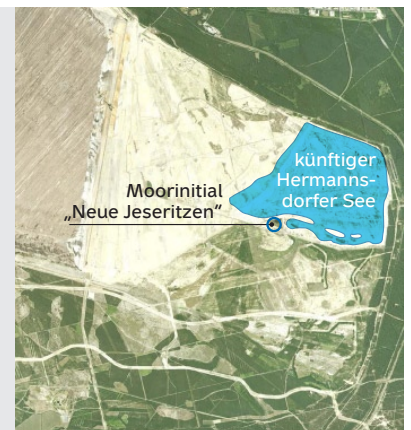 künftiger
Hermanns-
dorfer See
Moorinitial
„Neue Jeseritzen“